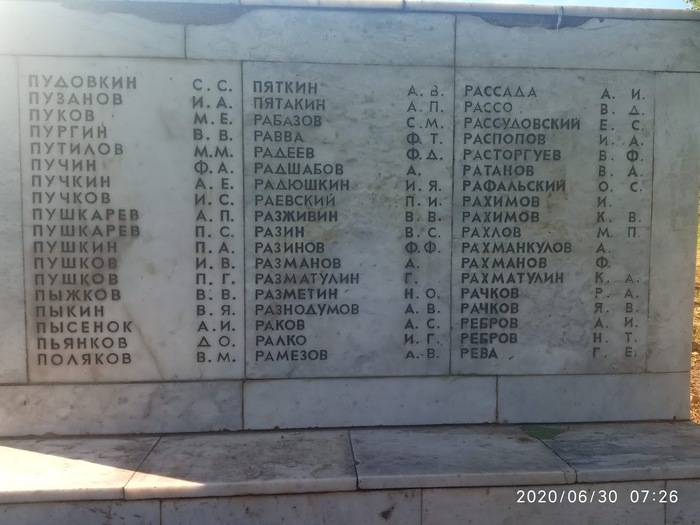 ПУДОВКИН С. С.
ПУЗАНОВ И. А.
ПУКОВ М. Е.
ПУРГИН В. В.
ПУТИЛОВ М. М.
ПУЧИН Ф. А.
ПУЧКИН А. Е.
ПУЧКОВ И. С.
ПУШКАРЕВ А. П.
ПУШКАРЕВ П. С.
ПУШКИН П. А.
ПУШКОВ И. В.
ПУШКОВ П. Г.
ПЫЖКОВ В. В.
ПЫКИН В. Я.
ПЫСЕНОК А. И.
ПЬЯНКОВ Д. О.
ПОЛЯКОВ В. М.
ПЯТКИН А. В.
ПЯТАКИН А. П.
РАБАЗОВ С. М.
РАВВА Ф. Т.
РАДЕЕВ Ф. Д.
РАДШАБОВ А.
РАДЮШКИН И. Я.
РАЕВСКИЙ П. И.
РАЗЖИВИН В. В.
РАЗИН В. С.
РАЗИНОВ Ф. Ф.
РАЗМАНОВ А.
РАЗМАТУЛИН Г.
РАЗМЕТИН Н. О.
РАЗНОДУМОВ А. В.
РАКОВ А. С.
РАЛКО И. Г.
РАМЕЗОВ А. В.
РАССАДА А. И.
РАССО В. Д.
РАССУДОВСКИЙ Е. С.
РАСПОПОВ И. А.
РАСТОРГУЕВ В. Ф.
РАТАНОВ В. А.
РАФАЛЬСКИЙ О. С.
РАХИМОВ И.
РАХИМОВ К. В.
РАХЛОВ М. П.
РАХМАНКУЛОВ А.
РАХМАНОВ Ф.
РАХМАТУЛИН К. А.
РАЧКОВ Р. А.
РАЧКОВ Я. В.
РЕБРОВ А. И.
РЕБРОВ Н. Т.
РЕВА Г. Е.
2020/06/30 07:26